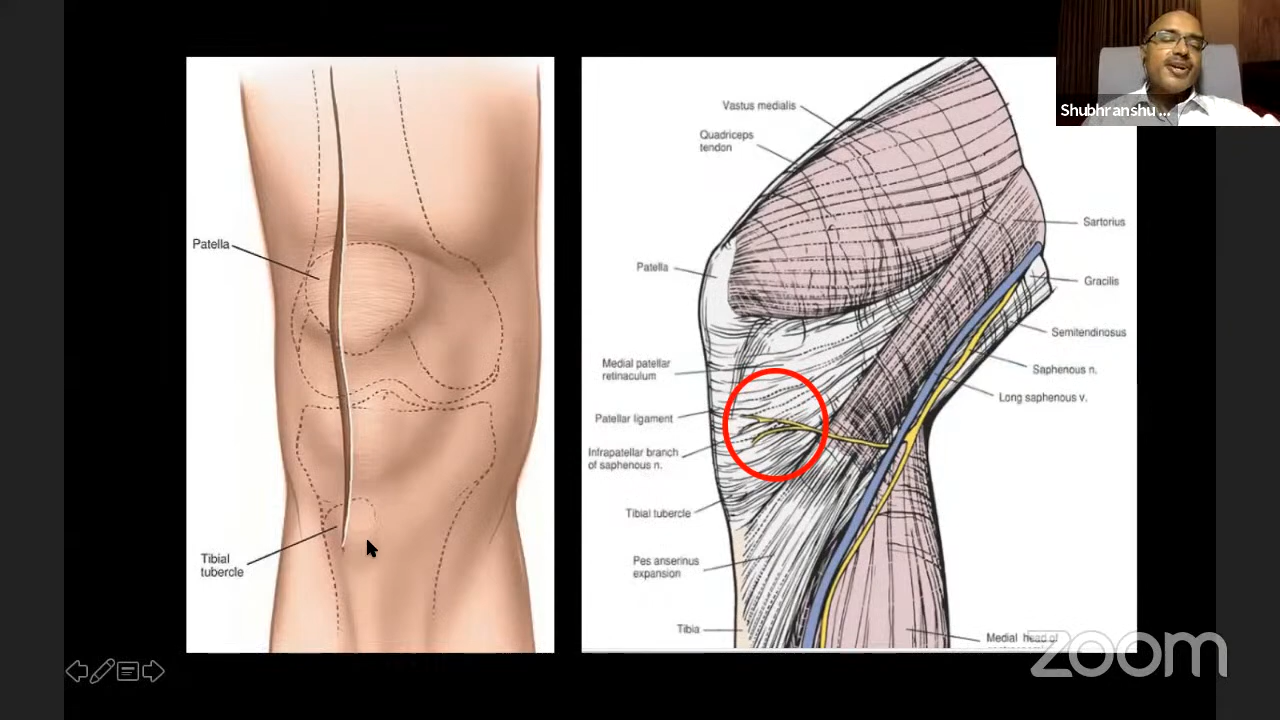 Shubhranshu ...
Patella
Tibial
tubercle
Vastus medialis
Quadriceps
tendon
Patella
Medial patellar
retinaculum
Patellar ligament
Infrapatellar branch
of saphenous n.
Tibial tubercle
Pes anserinus
expansion
Tibia
Sartorius
Gracilis
Semitendinosus
Saphenous n.
Long saphenous v.
Medial head of
zoom